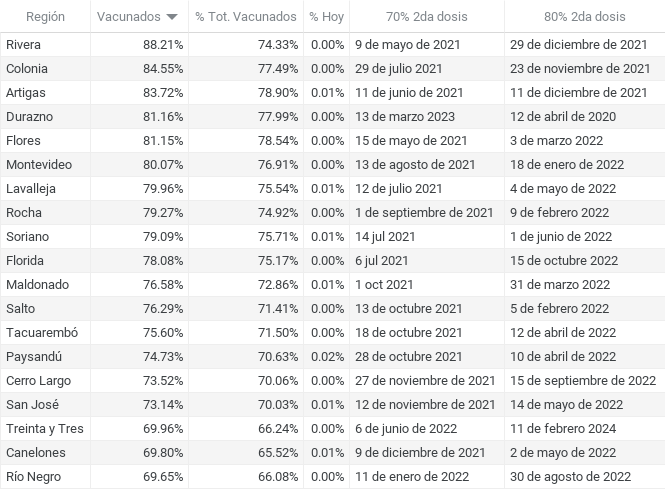 Región Vacunados % Tot. Vacunados % Hoy 70% 2da dosis 80% 2da dosis
Rivera 88.21% 74.33% 0.00% 9 de mayo de 2021 29 de diciembre de 2021
Colonia 84.55% 77.49% 0.00% 29 de julio 2021 23 de noviembre de 2021
Artigas 83.72% 78.90% 0.01% 11 de junio de 2021 11 de diciembre de 2021
Durazno 81.16% 77.99% 0.00% 13 de marzo 2023 12 de abril de 2020
Flores 81.15% 78.54% 0.00% 15 de mayo de 2021 3 de marzo 2022
Montevideo 80.07% 76.91% 0.00% 13 de agosto de 2021 18 de enero de 2022
Lavalleja 79.96% 75.54% 0.01% 12 de julio 2021 4 de mayo de 2022
Rocha 79.27% 74.92% 0.00% 1 de septiembre de 2021 9 de febrero 2022
Soriano 79.09% 75.71% 0.01% 14 jul 2021 1 de junio de 2022
Florida 78.08% 75.17% 0.00% 6 jul 2021 15 de octubre 2022
Maldonado 76.58% 72.86% 0.01% 1 oct 2021 31 de marzo 2022
Salto 76.29% 71.41% 0.00% 13 de octubre 2021 5 de febrero 2022
Tacuarembó 75.60% 71.50% 0.00% 18 de octubre 2021 12 de abril de 2022
Paysandú 74.73% 70.63% 0.02% 28 de octubre 2021 10 de abril de 2022
Cerro Largo 73.52% 70.06% 0.00% 27 de noviembre de 2021 15 de septiembre de 2022
San José 73.14% 70.03% 0.01% 12 de noviembre de 2021 14 de mayo de 2022
Treinta y Tres 69.96% 66.24% 0.00% 6 de junio de 2022 11 de febrero 2024
Canelones 69.80% 65.52% 0.01% 9 de diciembre de 2021 2 de mayo de 2022
Río Negro 69.65% 66.08% 0.00% 11 de enero de 2022 30 de agosto de 2022